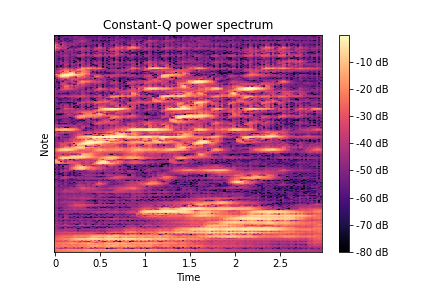 Constant-Q power spectrum
Note
-10 dB
-20 dB
-30 dB
-40 dB
-50 dB
-60 dB
-70 dB
-80 dB
0 0.5 1 1.5 2 2.5
Time